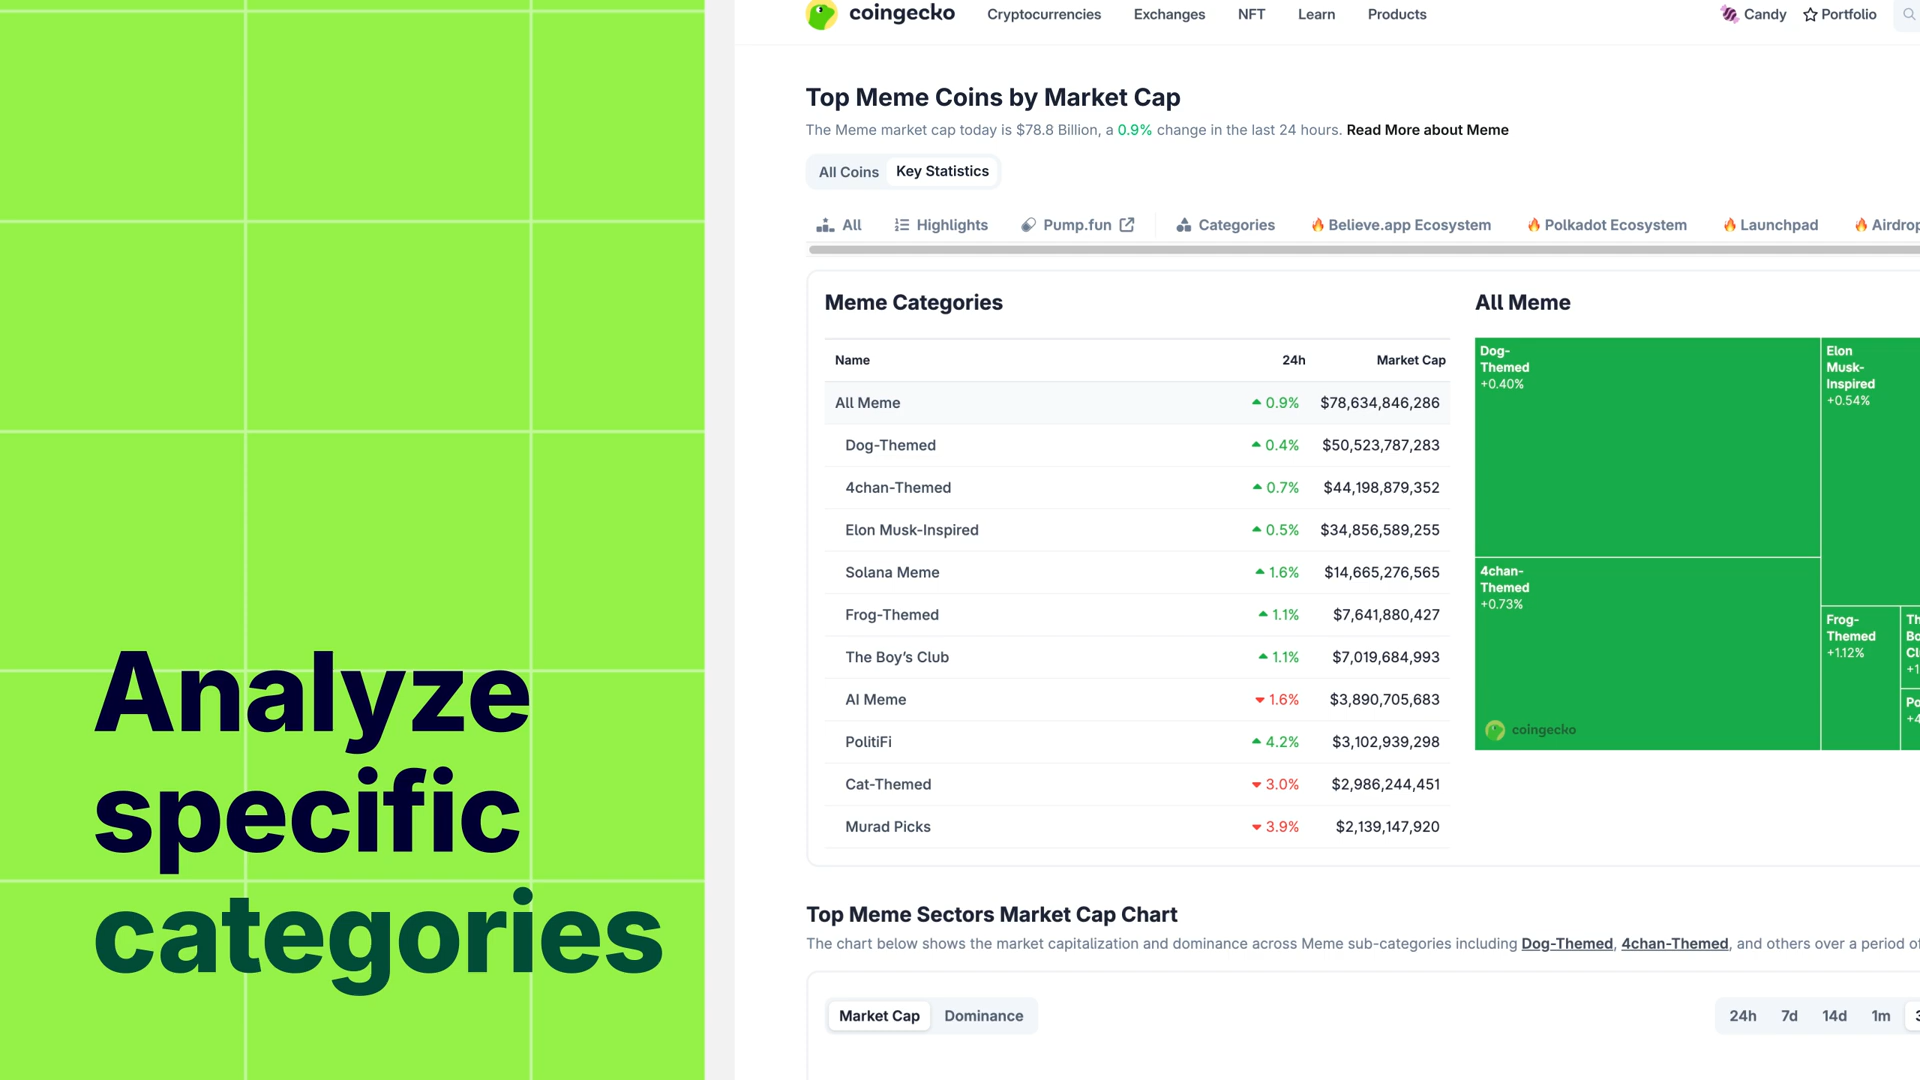 Analyze
specific
categories
coingecko
Cryptocurrencies Exchanges NFT Learn Products
Candy Portfolio
Top Meme Coins by Market Cap
The Meme market cap today is $78.8 Billion, a 0.9% change in the last 24 hours. Read More about Meme
All Coins Key Statistics
All Highlights Pump.fun Categories Believe.app Ecosystem Polkadot Ecosystem Launchpad Airdrop
Meme Categories
Name 24h Market Cap
All Meme 0.9% $78,634,846,286
Dog-Themed 0.4% $50,523,787,283
4chan-Themed 0.7% $44,198,879,352
Elon Musk-Inspired 0.5% $34,856,589,255
Solana Meme 1.6% $14,665,276,565
Frog-Themed 1.1% $7,641,880,427
The Boy’s Club 1.1% $7,019,684,993
AI Meme 1.6% $3,890,705,683
PolitiFi 4.2% $3,102,939,298
Cat-Themed 3.0% $2,986,244,451
Murad Picks 3.9% $2,139,147,920
All Meme
Dog-
Themed
+0.40%
Elon
Musk-
Inspired
+0.54%
4chan-
Themed
+0.73%
Frog-
Themed
+1.12%
coingecko
Top Meme Sectors Market Cap Chart
The chart below shows the market capitalization and dominance across Meme sub-categories including Dog-Themed, 4chan-Themed, and others over a period of
Market Cap Dominance
24h 7d 14d 1m